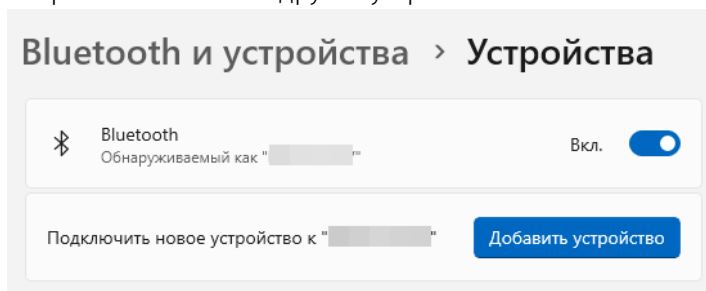 Bluetooth и устройства > Устройства
Bluetooth
Обнаруживаемый как " "
Вкл.
Подключить новое устройство к " "
Добавить устройство